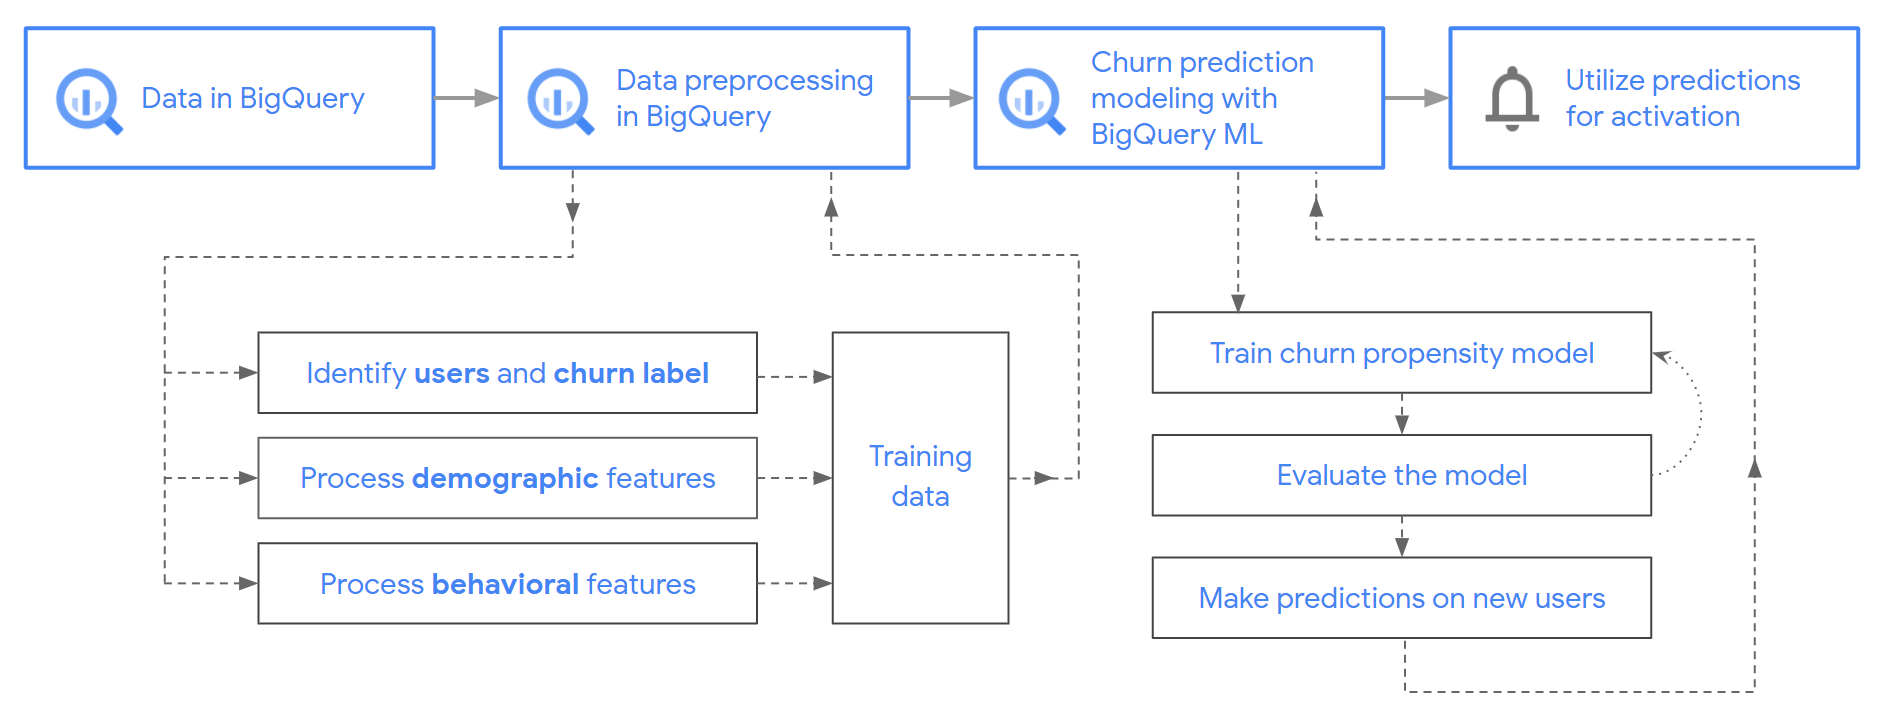 Data in BigQuery
Data preprocessing
in BigQuery
Churn prediction
modeling with
BigQuery ML
Utilize predictions
for activation
Identify users and churn label
Process demographic features
Process behavioral features
Training
data
Train churn propensity model
Evaluate the model
Make predictions on new users